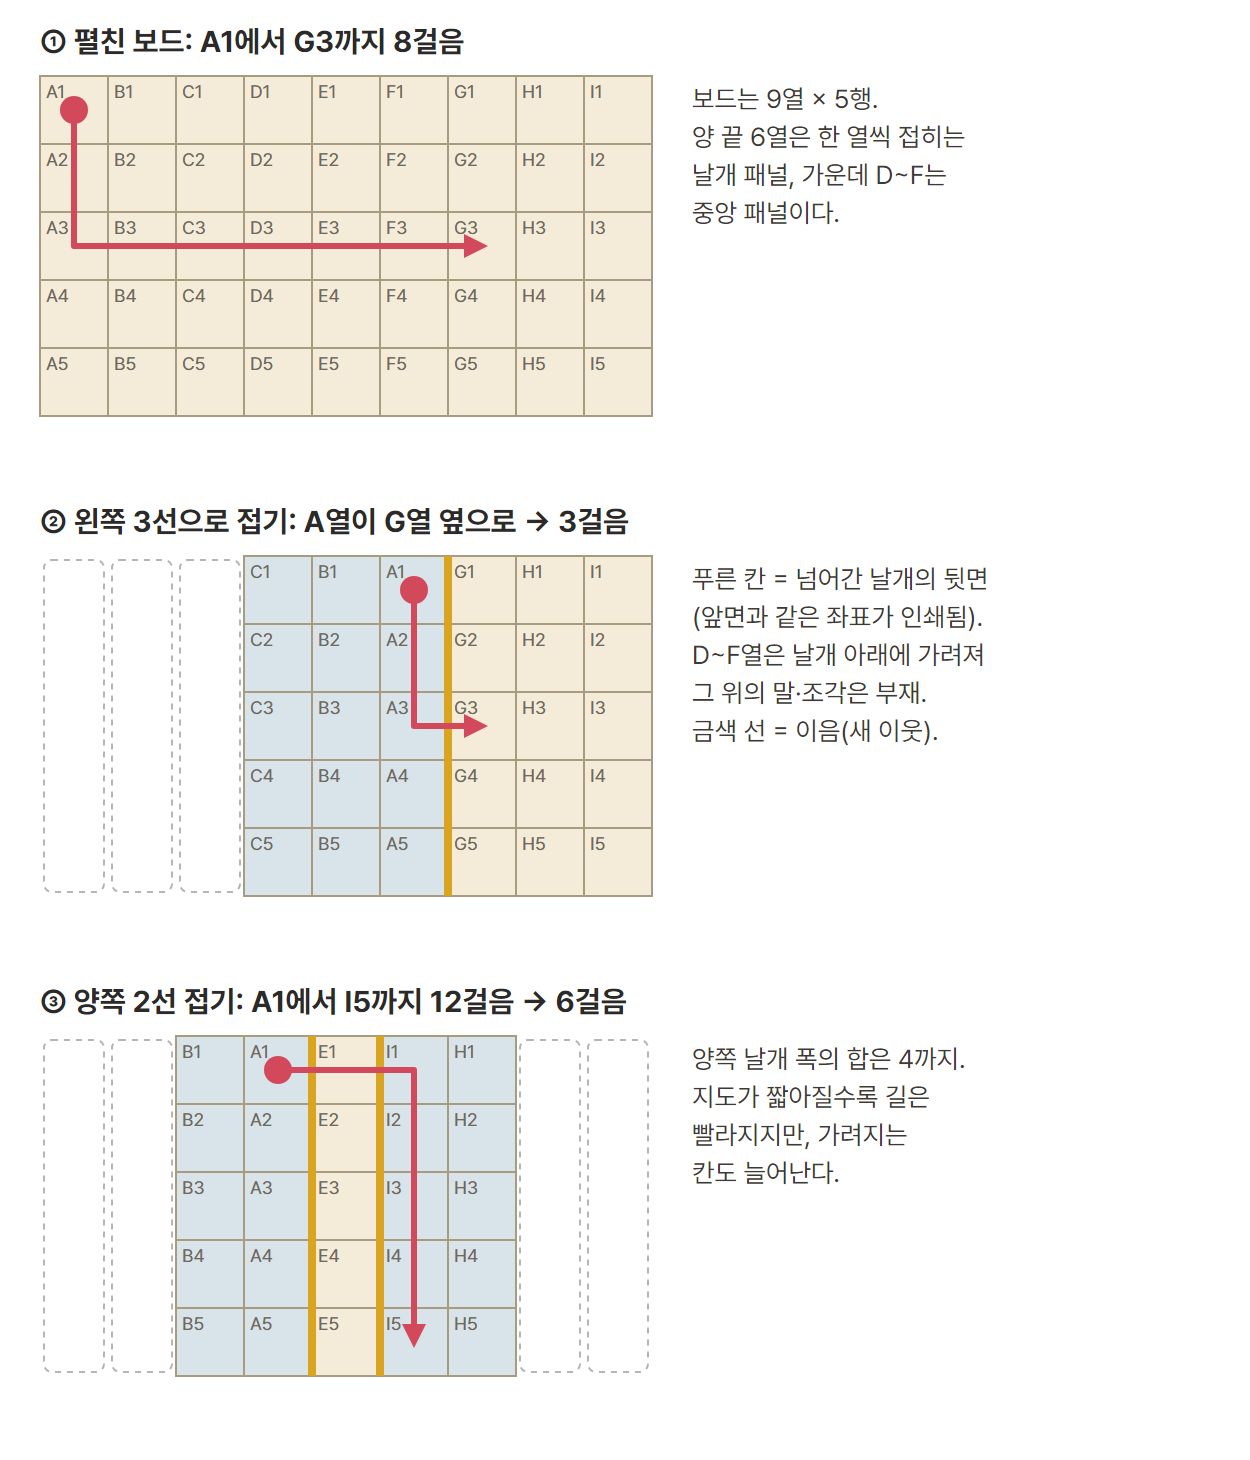 ① 펼친 보드: A1에서 G3까지 8걸음
A1 B1 C1 D1 E1 F1 G1 H1 I1
A2 B2 C2 D2 E2 F2 G2 H2 I2
A3 B3 C3 D3 E3 F3 G3 H3 I3
A4 B4 C4 D4 E4 F4 G4 H4 I4
A5 B5 C5 D5 E5 F5 G5 H5 I5
보드는 9열 × 5행.
양 끝 6열은 한 열씩 접히는
날개 패널, 가운데 D~F는
중앙 패널이다.
② 왼쪽 3선으로 접기: A열이 G열 옆으로 → 3걸음
C1 B1 A1 G1 H1 I1
C2 B2 A2 G2 H2 I2
C3 B3 A3 G3 H3 I3
C4 B4 A4 G4 H4 I4
C5 B5 A5 G5 H5 I5
푸른 칸 = 넘어간 날개의 뒷면
(앞면과 같은 좌표가 인쇄됨).
D~F열은 날개 아래에 가려져
그 위의 말·조각은 부재.
금색 선 = 이음(새 이웃).
③ 양쪽 2선 접기: A1에서 I5까지 12걸음 → 6걸음
B1 A1 E1 I1 H1
B2 A2 E2 I2 H2
B3 A3 E3 I3 H3
B4 A4 E4 I4 H4
B5 A5 E5 I5 H5
양쪽 날개 폭의 합은 4까지.
지도가 짧아질수록 길은
빨라지지만, 가려지는
칸도 늘어난다.